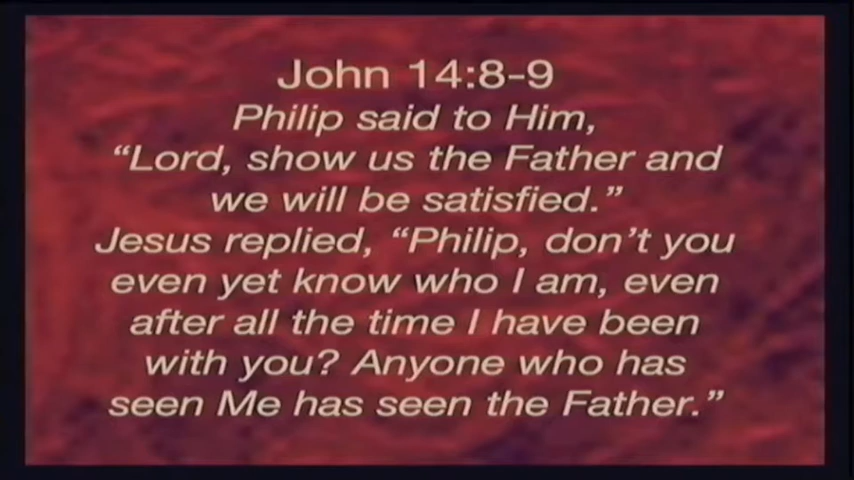 John 14:8-9
Philip said to Him,
“Lord, show us the Father and
we will be satisfied.”
Jesus replied, “Philip, don’t you
even yet know who I am, even
after all the time I have been
with you? Anyone who has
seen Me has seen the Father.”